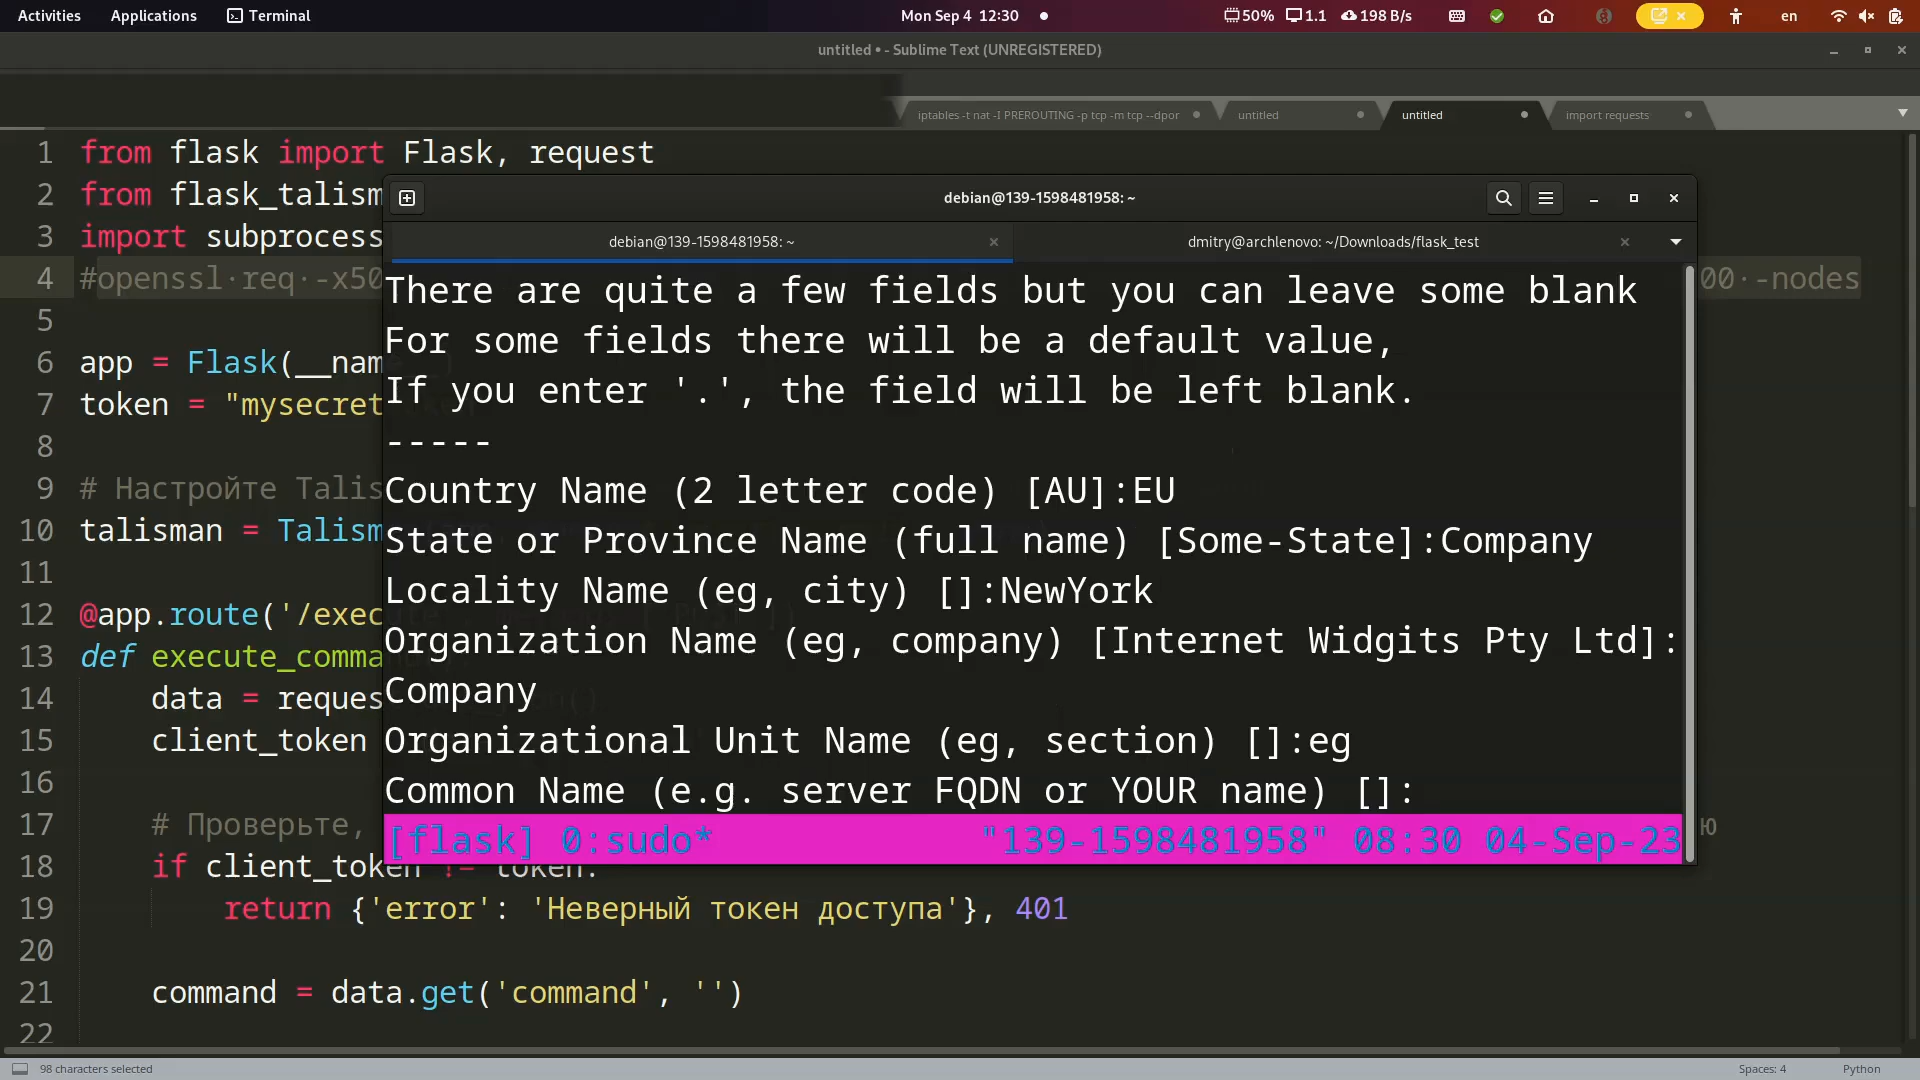 Activities Applications Terminal Mon Sep 4 12:30 50% 1.1 198 B/s en
untitled • - Sublime Text (UNREGISTERED)
iptables -t nat -I PREROUTING -p tcp -m tcp --dpor untitled untitled import requests
1 from flask import Flask, request
2 from flask_talism
3 import subprocess
4 #openssl·req·-x50 00·-nodes
5
6 app = Flask(__name
7 token = "mysecret
8
9 # Настройте Talis
10 talisman = Talism
11
12 @app.route('/exec
13 def execute_comma
14 data = reques
15 client_token
16
17 # Проверьте, ю
18 if client_token != token:
19 return {'error': 'Неверный токен доступа'}, 401
20
21 command = data.get('command', '')
22
debian@139-1598481958: ~
debian@139-1598481958: ~ dmitry@archlenovo: ~/Downloads/flask_test
There are quite a few fields but you can leave some blank
For some fields there will be a default value,
If you enter '.', the field will be left blank.
-----
Country Name (2 letter code) [AU]:EU
State or Province Name (full name) [Some-State]:Company
Locality Name (eg, city) []:NewYork
Organization Name (eg, company) [Internet Widgits Pty Ltd]:
Company
Organizational Unit Name (eg, section) []:eg
Common Name (e.g. server FQDN or YOUR name) []:
[flask] 0:sudo* "139-1598481958" 08:30 04-Sep-23
98 characters selected Spaces: 4 Python